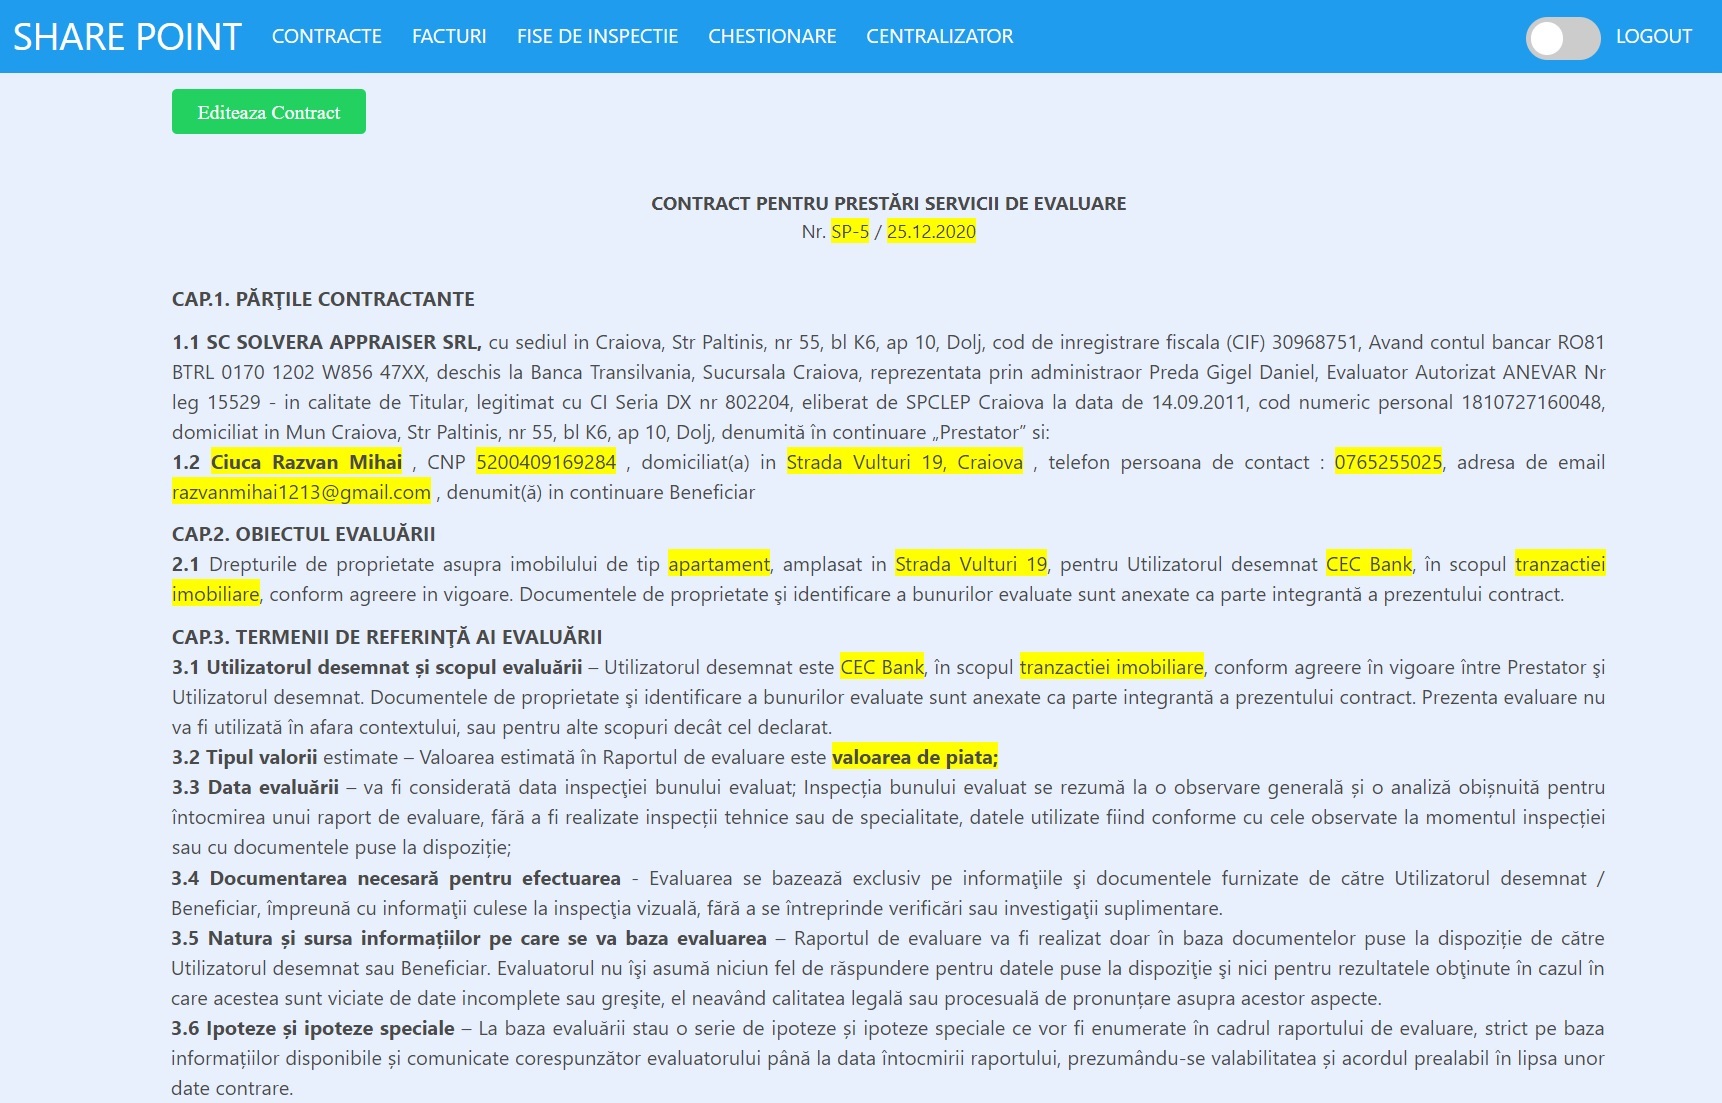 SHARE POINT CONTRACTE FACTURI FISE DE INSPECTIE CHESTIONARE CENTRALIZATOR LOGOUT
Editeaza Contract
CONTRACT PENTRU PRESTĂRI SERVICII DE EVALUARE
Nr. SP-5 / 25.12.2020
CAP.1. PĂRŢILE CONTRACTANTE
1.1 SC SOLVERA APPRAISER SRL, cu sediul in Craiova, Str Paltinis, nr 55, bl K6, ap 10, Dolj, cod de inregistrare fiscala (CIF) 30968751, Avand contul bancar RO81
BTRL 0170 1202 W856 47XX, deschis la Banca Transilvania, Sucursala Craiova, reprezentata prin administraor Preda Gigel Daniel, Evaluator Autorizat ANEVAR Nr
leg 15529 - in calitate de Titular, legitimat cu CI Seria DX nr 802204, eliberat de SPCLEP Craiova la data de 14.09.2011, cod numeric personal 1810727160048,
domiciliat in Mun Craiova, Str Paltinis, nr 55, bl K6, ap 10, Dolj, denumită în continuare „Prestator” si:
1.2 Ciuca Razvan Mihai , CNP 5200409169284 , domiciliat(a) in Strada Vulturi 19, Craiova , telefon persoana de contact : 0765255025, adresa de email
razvanmihai1213@gmail.com , denumit(ă) in continuare Beneficiar
CAP.2. OBIECTUL EVALUĂRII
2.1 Drepturile de proprietate asupra imobilului de tip apartament, amplasat in Strada Vulturi 19, pentru Utilizatorul desemnat CEC Bank, în scopul tranzactiei
imobiliare, conform agreere in vigoare. Documentele de proprietate şi identificare a bunurilor evaluate sunt anexate ca parte integrantă a prezentului contract.
CAP.3. TERMENII DE REFERINŢĂ AI EVALUĂRII
3.1 Utilizatorul desemnat și scopul evaluării – Utilizatorul desemnat este CEC Bank, în scopul tranzactiei imobiliare, conform agreere în vigoare între Prestator şi
Utilizatorul desemnat. Documentele de proprietate şi identificare a bunurilor evaluate sunt anexate ca parte integrantă a prezentului contract. Prezenta evaluare nu
va fi utilizată în afara contextului, sau pentru alte scopuri decât cel declarat.
3.2 Tipul valorii estimate – Valoarea estimată în Raportul de evaluare este valoarea de piata;
3.3 Data evaluării – va fi considerată data inspecţiei bunului evaluat; Inspecția bunului evaluat se rezumă la o observare generală și o analiză obișnuită pentru
întocmirea unui raport de evaluare, fără a fi realizate inspecții tehnice sau de specialitate, datele utilizate fiind conforme cu cele observate la momentul inspecției
sau cu documentele puse la dispoziție;
3.4 Documentarea necesară pentru efectuarea - Evaluarea se bazează exclusiv pe informaţiile şi documentele furnizate de către Utilizatorul desemnat /
Beneficiar, împreună cu informaţii culese la inspecţia vizuală, fără a se întreprinde verificări sau investigaţii suplimentare.
3.5 Natura și sursa informațiilor pe care se va baza evaluarea – Raportul de evaluare va fi realizat doar în baza documentelor puse la dispoziție de către
Utilizatorul desemnat sau Beneficiar. Evaluatorul nu îşi asumă niciun fel de răspundere pentru datele puse la dispoziţie şi nici pentru rezultatele obţinute în cazul în
care acestea sunt viciate de date incomplete sau greşite, el neavând calitatea legală sau procesuală de pronunțare asupra acestor aspecte.
3.6 Ipoteze și ipoteze speciale – La baza evaluării stau o serie de ipoteze și ipoteze speciale ce vor fi enumerate în cadrul raportului de evaluare, strict pe baza
informațiilor disponibile și comunicate corespunzător evaluatorului până la data întocmirii raportului, prezumându-se valabilitatea și acordul prealabil în lipsa unor
date contrare.